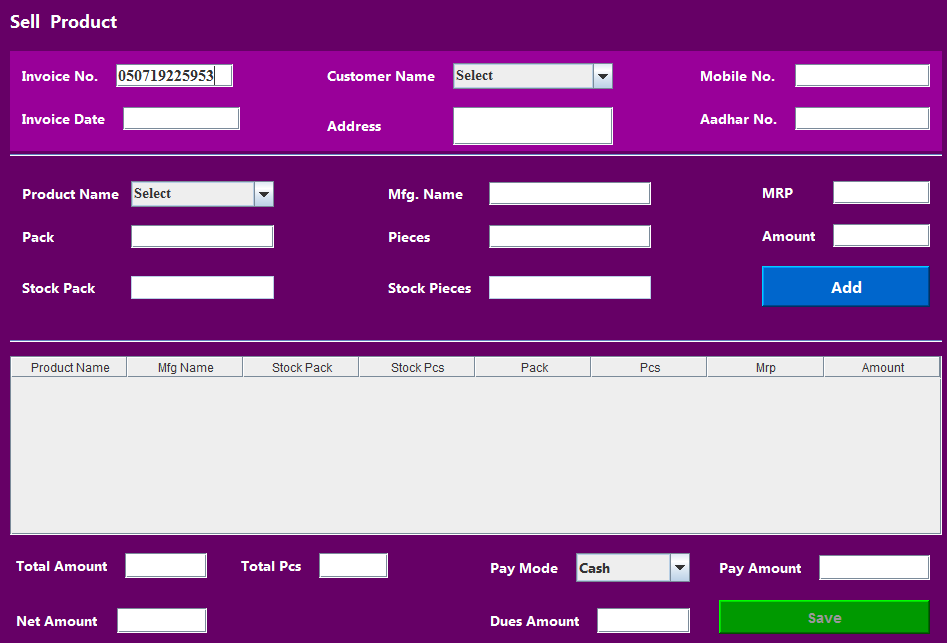 Sell Product
Invoice No. 050719225953 Customer Name Select Mobile No.
Invoice Date Address Aadhar No.
Product Name Select Mfg. Name MRP
Pack Pieces Amount
Stock Pack Stock Pieces Add
Product Name Mfg Name Stock Pack Stock Pcs Pack Pcs Mrp Amount
Total Amount Total Pcs Pay Mode Cash Pay Amount
Net Amount Dues Amount Save